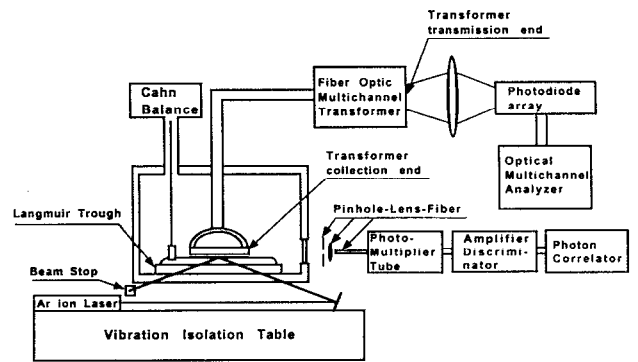 Transformer
transmission end
Cahn
Balance
Fiber Optic
Multichannel
Transformer
Photodiode
array
Transformer
collection end
Optical
Multichannel
Analyzer
Langmuir Trough
Pinhole-Lens-Fiber
Photo-
Multiplier
Tube
Amplifier
Discrimi-
nator
Photon
Correlator
Beam Stop
Ar ion Laser
Vibration Isolation Table